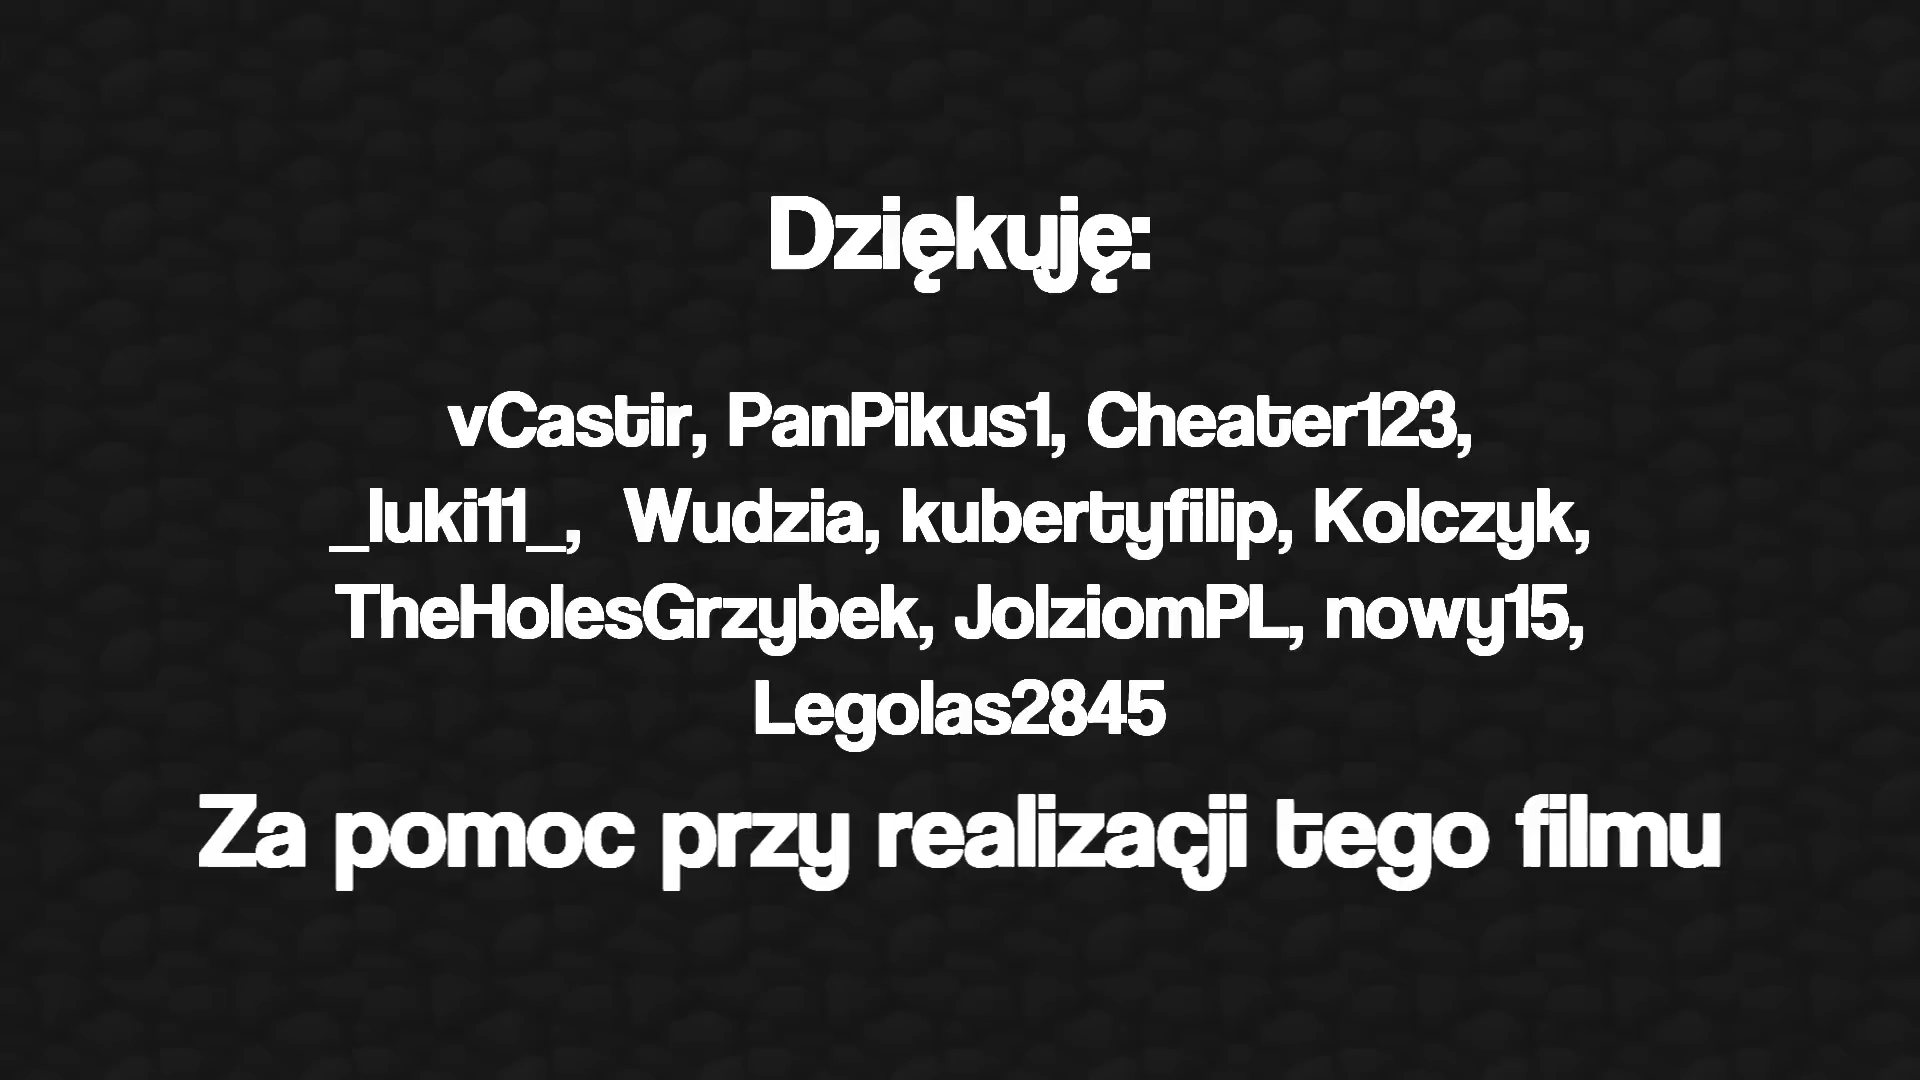 Dziękuję:
vCastir, PanPikus1, Cheater123,
_luki11_, Wudzia, kubertyfilip, Kolczyk,
TheHolesGrzybek, JolziomPL, nowy15,
Legolas2845
Za pomoc przy realizacji tego filmu